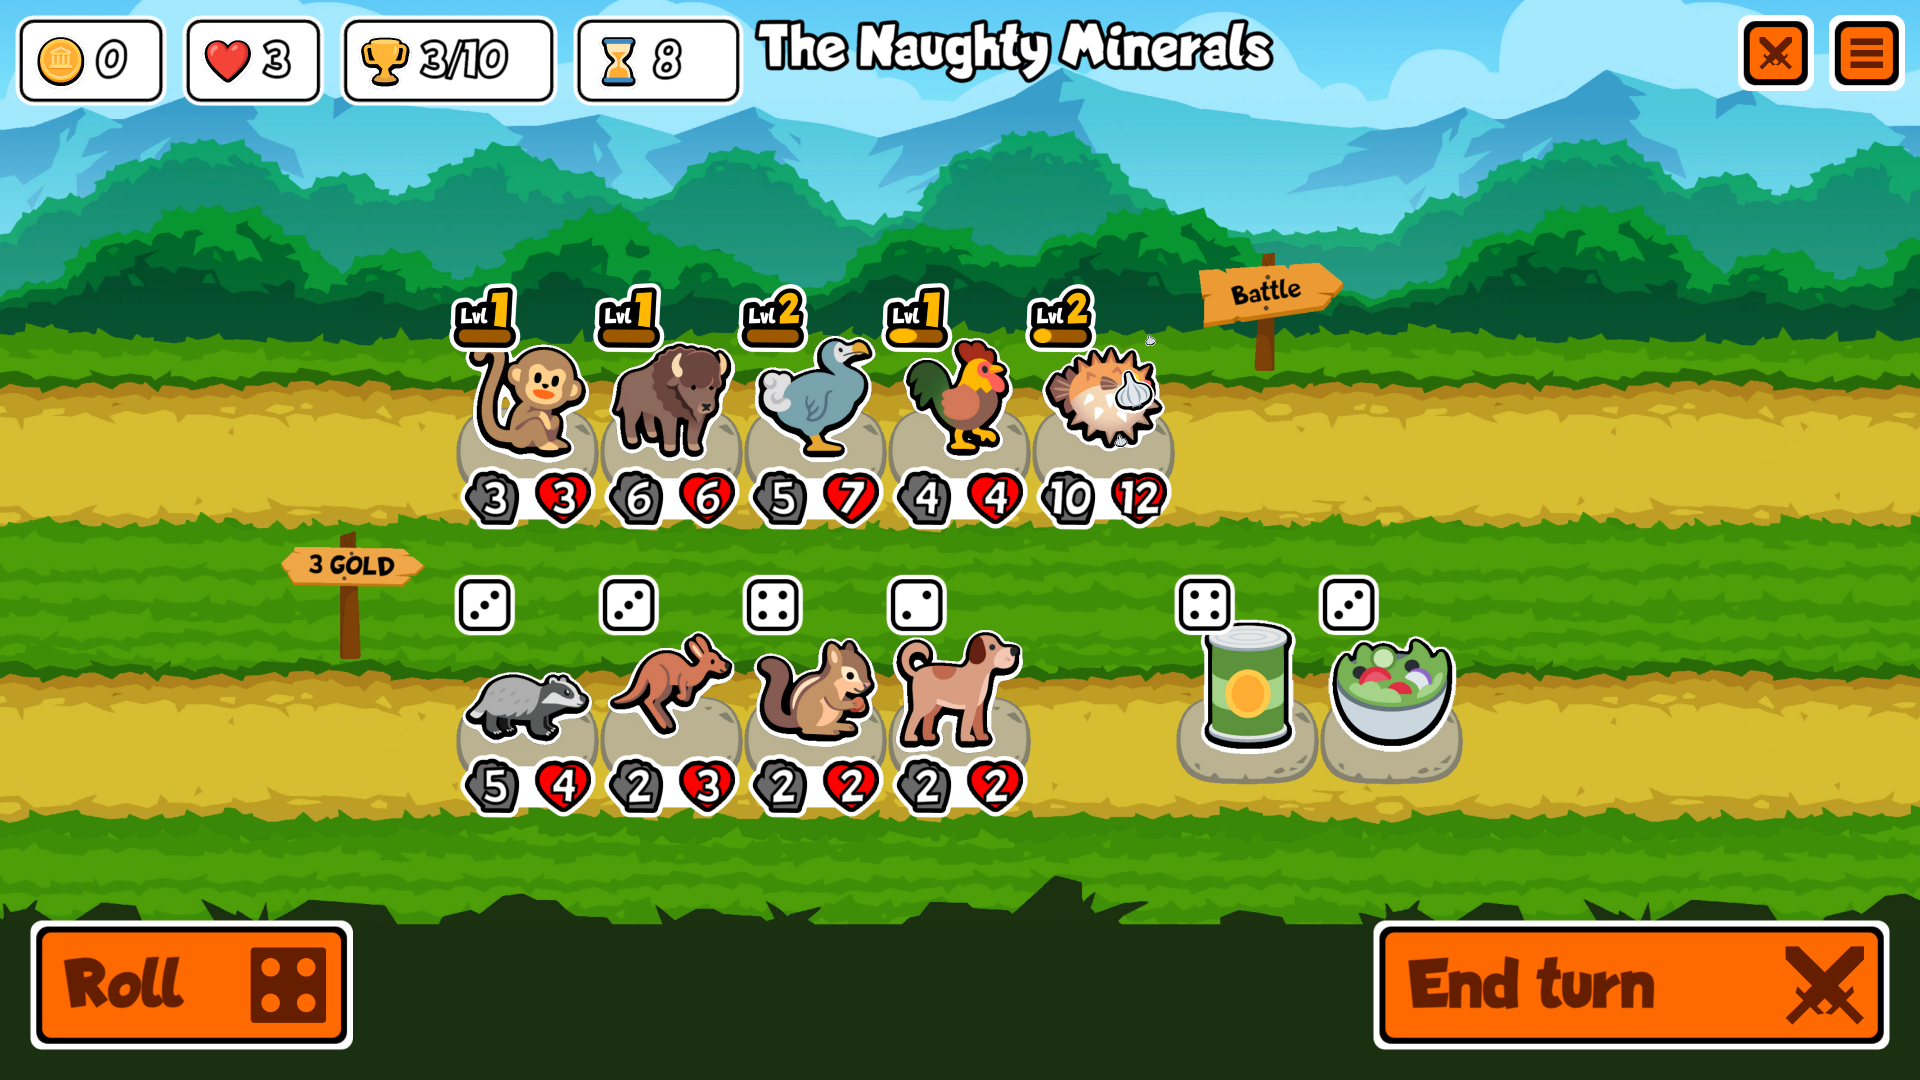 0
3
3/10
8
The Naughty Minerals
Lvl 1
Lvl 1
Lvl 2
Lvl 1
Lvl 2
Battle
3 3
6 6
5 7
4 4
10 12
3 GOLD
5 4
2 3
2 2
2 2
Roll
End turn